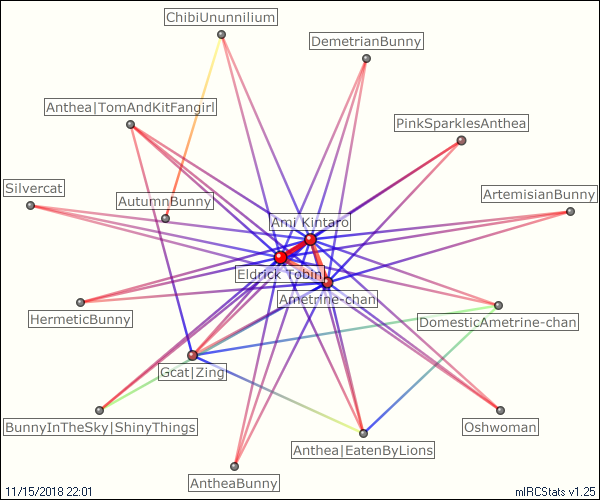 ChibiUnunnilium
DemetrianBunny
Anthea|TomAndKitFangirl
PinkSparklesAnthea
Silvercat
ArtemisianBunny
AutumnBunny
Ami Kintaro
Eldrick Tobin
Ametrine-chan
HermeticBunny
DomesticAmetrine-chan
Gcat|Zing
BunnyInTheSky|ShinyThings
Oshwoman
Anthea|EatenByLions
AntheaBunny
11/15/2018 22:01
mIRCStats v1.25